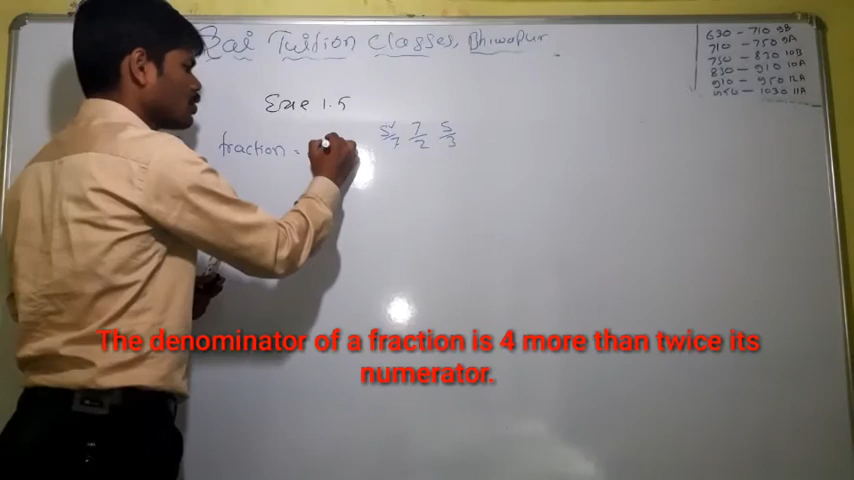 Rai Tuition Classes, Bhiwapur
630 - 710 9B
710 - 750 9A
750 - 830 10B
830 - 910 10A
910 - 950 12A
950 - 1030 11A
Exe 1.5
fraction = 5/7 7/2 5/3
The denominator of a fraction is 4 more than twice its
numerator.